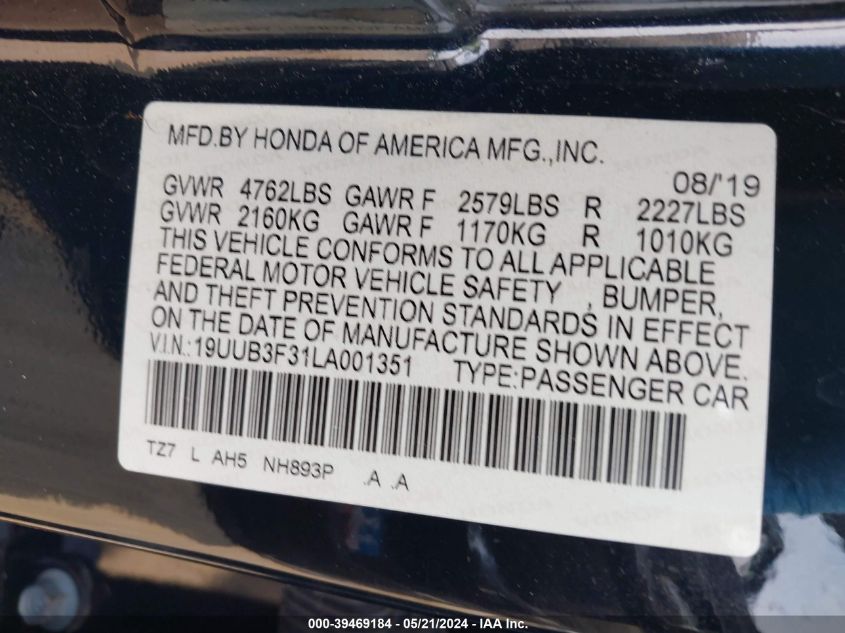 MFD.BY HONDA OF AMERICA MFG.,INC.
08/'19
GVWR 4762LBS GAWR F 2579LBS R 2227LBS
GVWR 2160KG GAWR F 1170KG R 1010KG
THIS VEHICLE CONFORMS TO ALL APPLICABLE
FEDERAL MOTOR VEHICLE SAFETY , BUMPER,
AND THEFT PREVENTION STANDARDS IN EFFECT
ON THE DATE OF MANUFACTURE SHOWN ABOVE.
V.I.N.:19UUB3F31LA001351 TYPE:PASSENGER CAR
TZ7 L AH5 NH893P .A .A
000-39469184 - 05/21/2024 - IAA Inc.